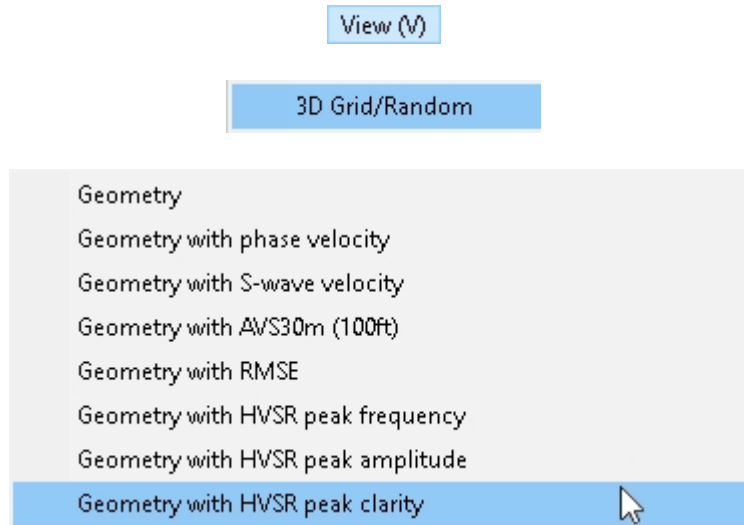 View (V)
3D Grid/Random
Geometry
Geometry with phase velocity
Geometry with S-wave velocity
Geometry with AVS30m (100ft)
Geometry with RMSE
Geometry with HVSR peak frequency
Geometry with HVSR peak amplitude
Geometry with HVSR peak clarity